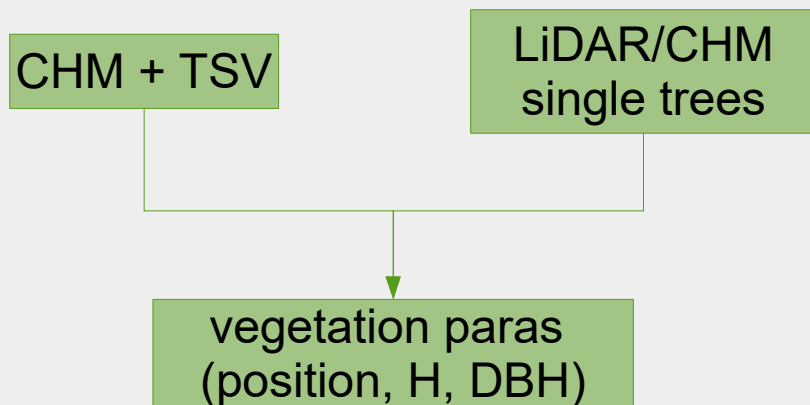 CHM + TSV
LiDAR/CHM
single trees
vegetation paras
(position, H, DBH)